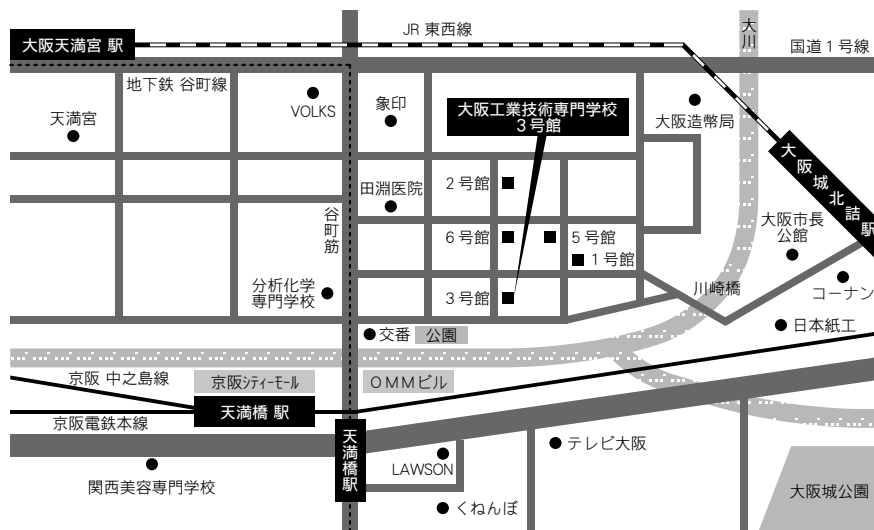 JR 東西線
大川
国道1号線
大阪天満宮 駅
地下鉄 谷町線
VOLKS
象印
大阪工業技術専門学校
3号館
大阪造幣局
天満宮
大阪城北詰駅
田淵医院
2号館
谷町筋
6号館
5号館
1号館
大阪市長
公館
分析化学
専門学校
3号館
川崎橋
コーナン
交番
公園
日本紙工
京阪 中之島線
京阪ｼﾃｨｰﾓｰﾙ
OMMビル
天満橋 駅
京阪電鉄本線
天満橋駅
LAWSON
テレビ大阪
関西美容専門学校
くねんぼ
大阪城公園